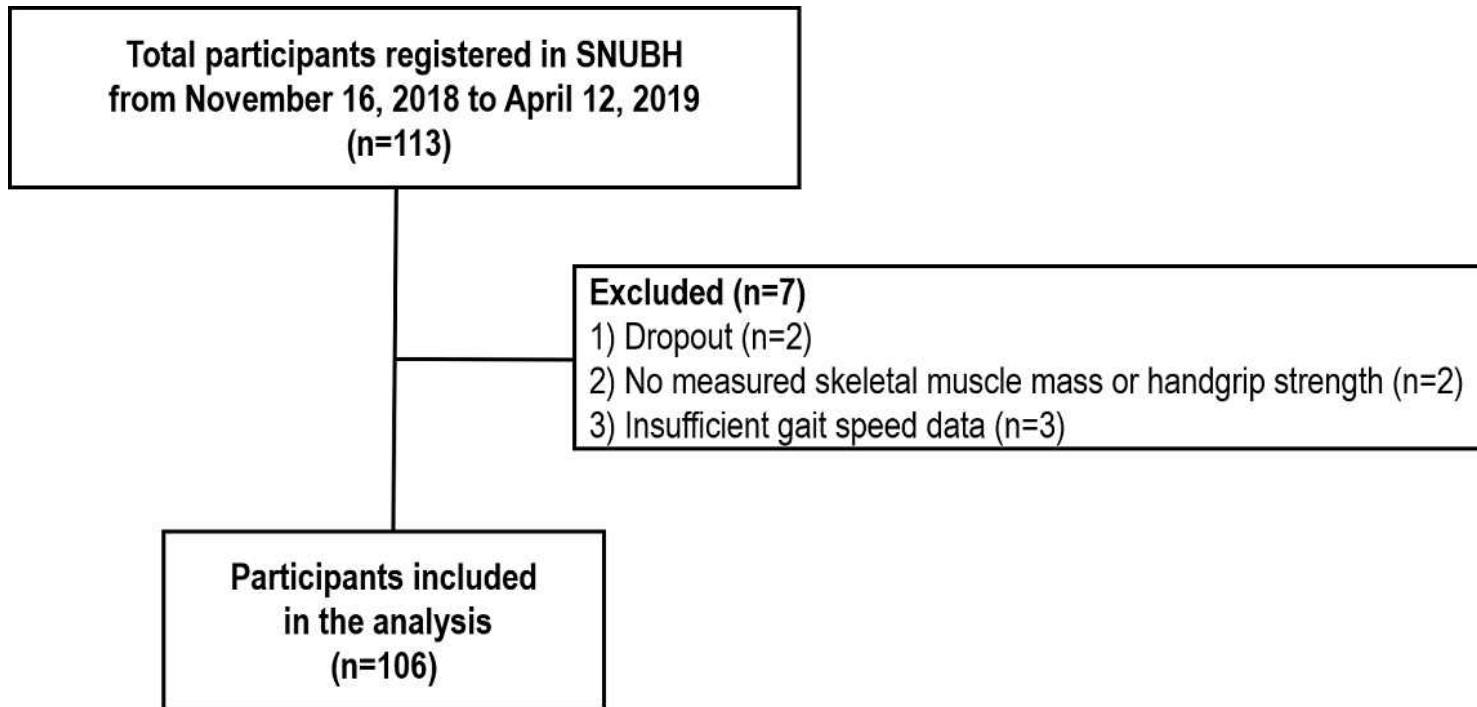 Total participants registered in SNUBH
from November 16, 2018 to April 12, 2019
(n=113)
Excluded (n=7)
1) Dropout (n=2)
2) No measured skeletal muscle mass or handgrip strength (n=2)
3) Insufficient gait speed data (n=3)
Participants included
in the analysis
(n=106)